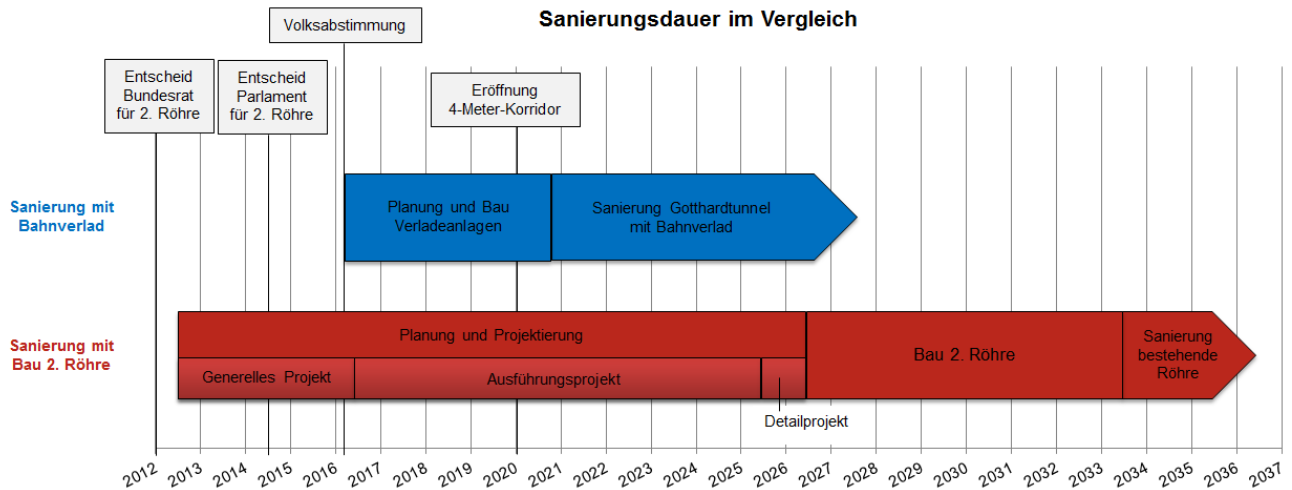 Sanierungsdauer im Vergleich
Volksabstimmung
Entscheid
Bundesrat
für 2. Röhre
Entscheid
Parlament
für 2. Röhre
Eröffnung
4-Meter-Korridor
Sanierung mit
Bahnverlad
Planung und Bau
Verladeanlagen
Sanierung Gotthardtunnel
mit Bahnverlad
Sanierung mit
Bau 2. Röhre
Planung und Projektierung
Generelles Projekt
Ausführungsprojekt
Detailprojekt
Bau 2. Röhre
Sanierung
bestehende
Röhre
2012 2013 2014 2015 2016 2017 2018 2019 2020 2021 2022 2023 2024 2025 2026 2027 2028 2029 2030 2031 2032 2033 2034 2035 2036 2037